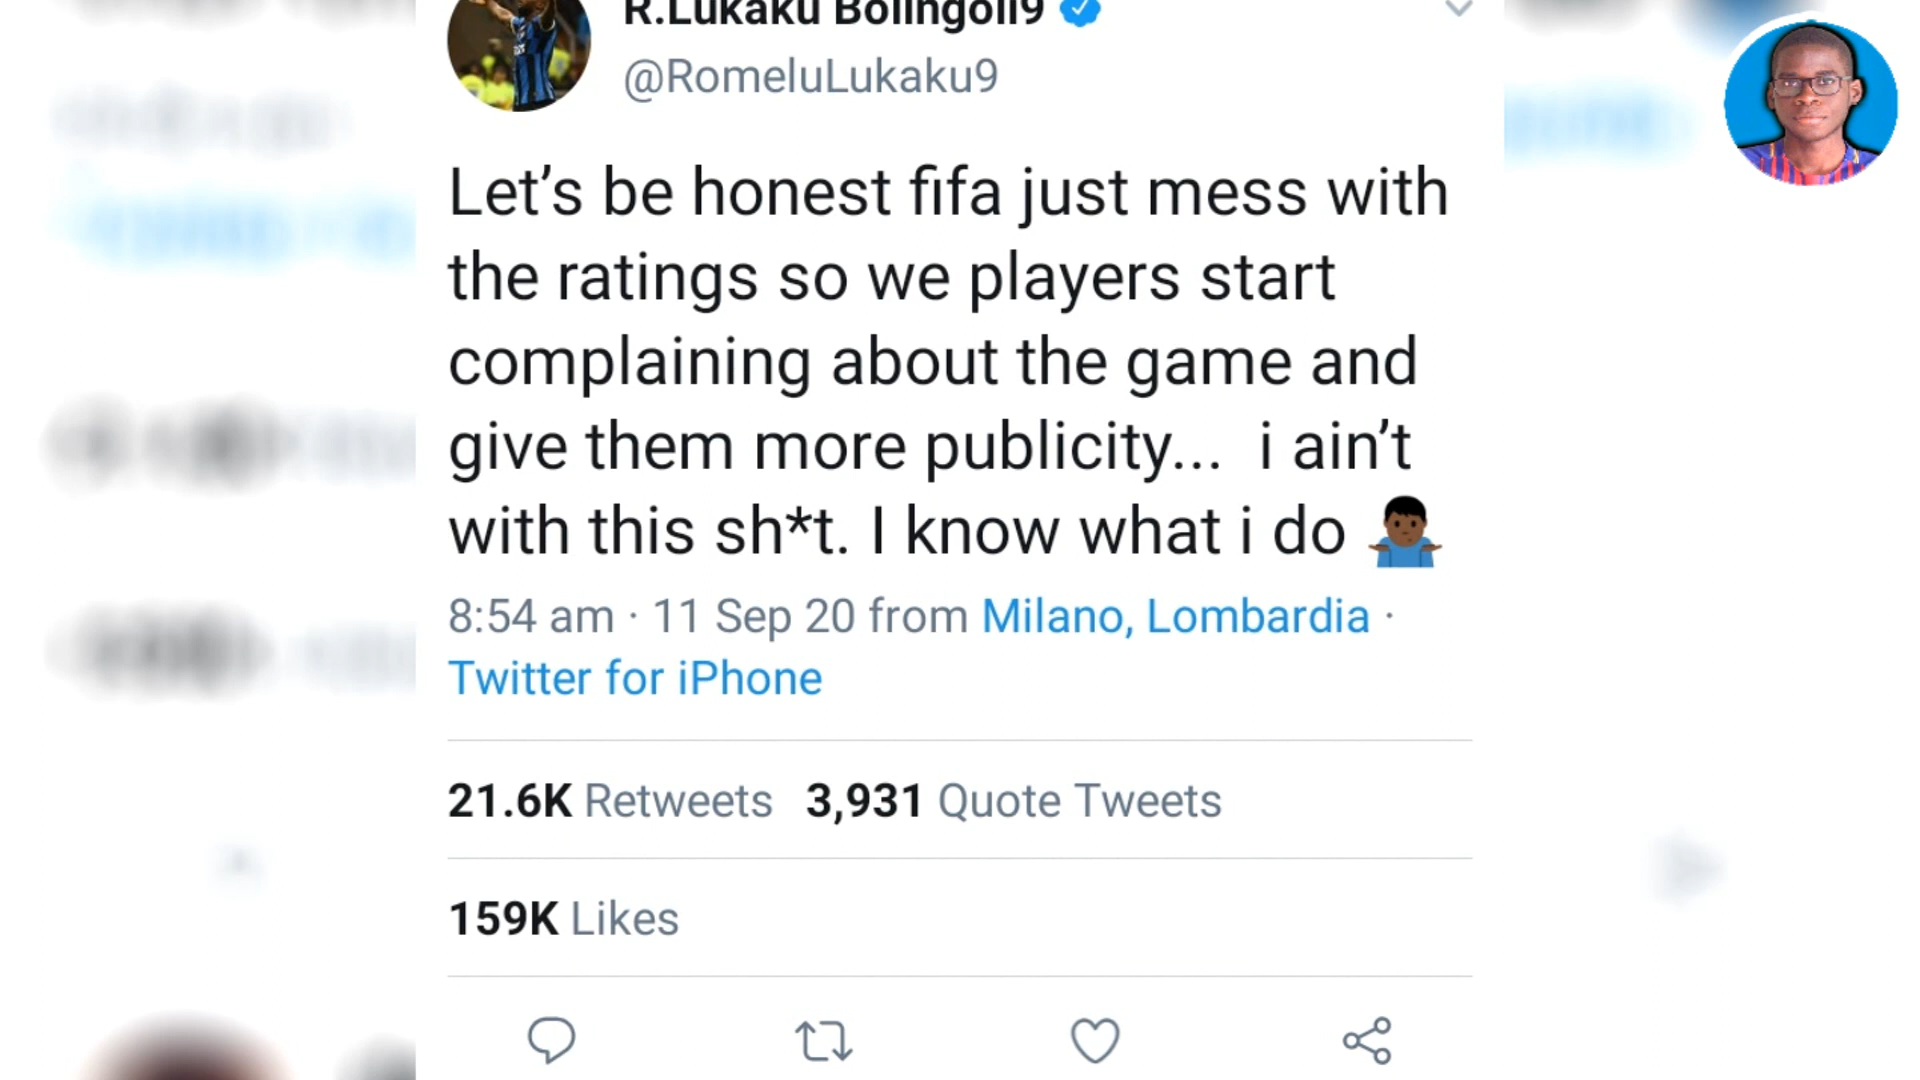 R.Lukaku Bolingoli9
@RomeluLukaku9
Let’s be honest fifa just mess with
the ratings so we players start
complaining about the game and
give them more publicity...  i ain’t
with this sh*t. I know what i do 🤷🏿‍♂️
8:54 am · 11 Sep 20 from Milano, Lombardia ·
Twitter for iPhone
21.6K Retweets 3,931 Quote Tweets
159K Likes